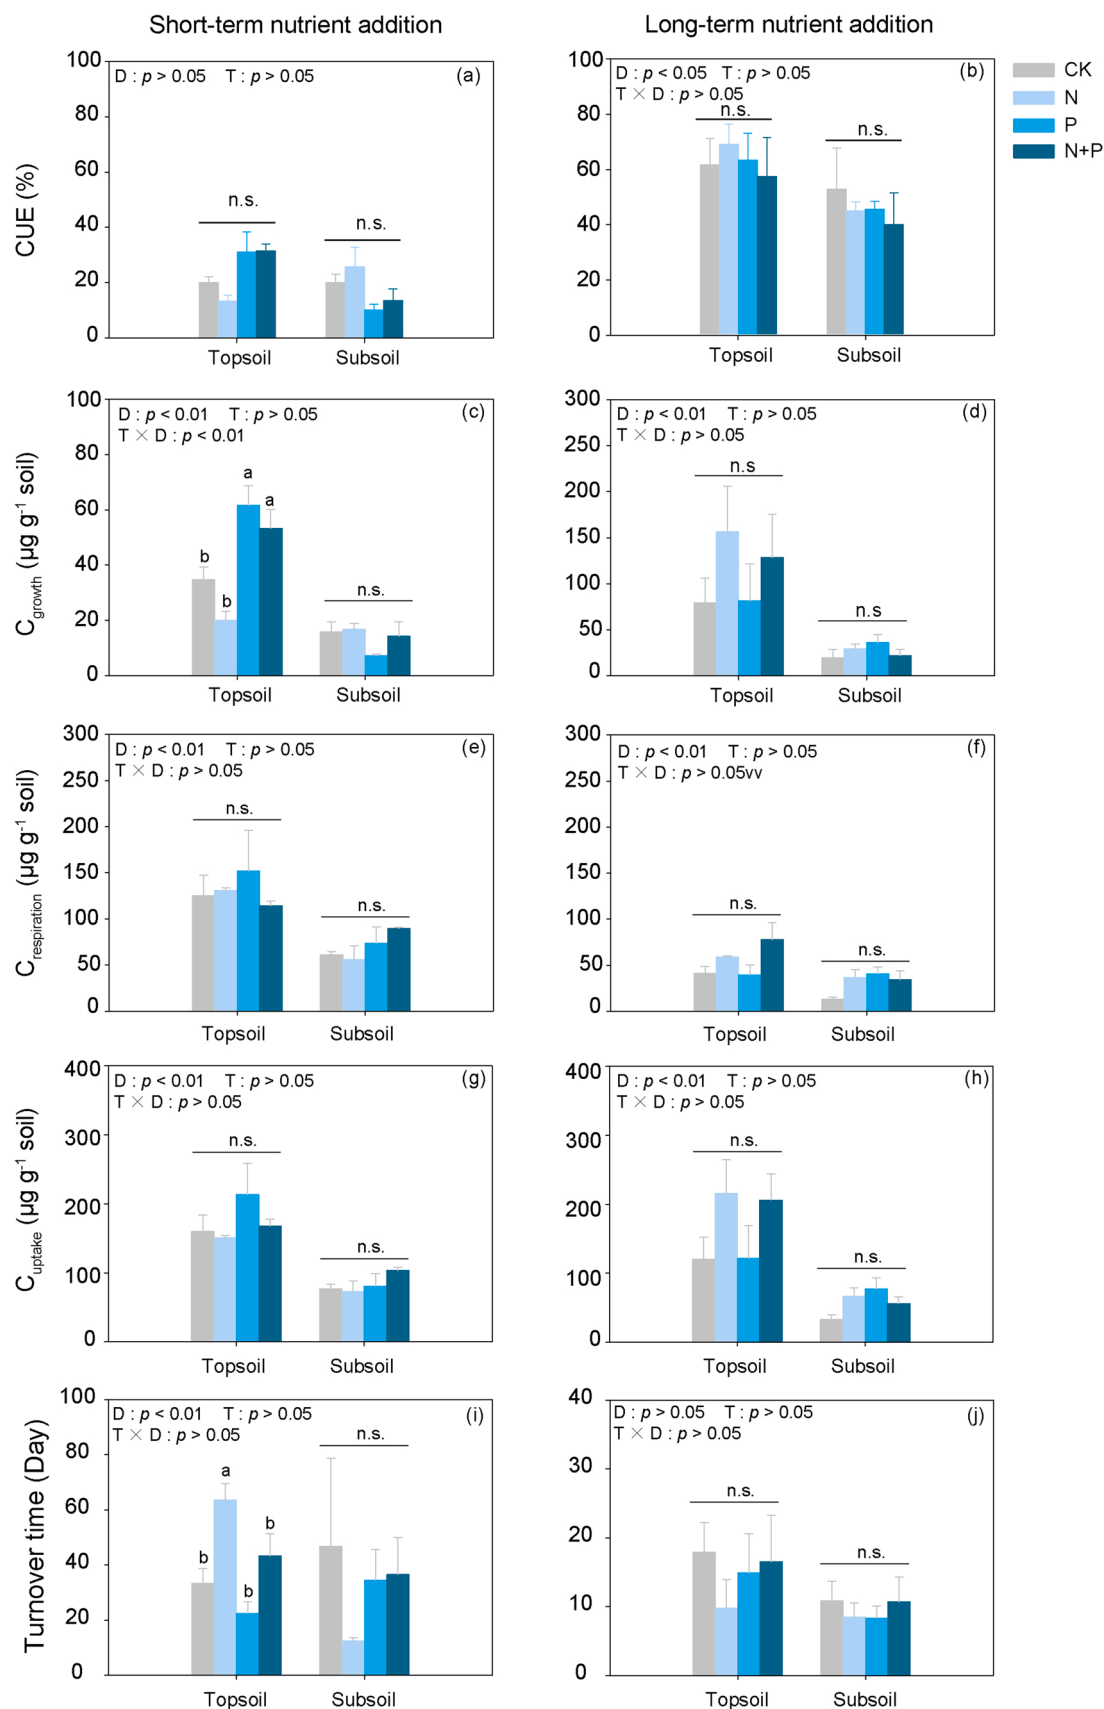 Short-term nutrient addition
Long-term nutrient addition
CK
N
P
N+P
CUE (%)
100
80
60
40
20
0
D : p > 0.05 T : p > 0.05
(a)
n.s.
n.s.
Topsoil
Subsoil
100
80
60
40
20
0
D : p < 0.05 T : p > 0.05
T × D : p > 0.05
(b)
n.s.
n.s.
Topsoil
Subsoil
Cgrowth (µg g-1 soil)
100
80
60
40
20
0
D : p < 0.01 T : p > 0.05
T × D : p < 0.01
(c)
b
b
a
a
n.s.
Topsoil
Subsoil
300
250
200
150
100
50
0
D : p < 0.01 T : p > 0.05
T × D : p > 0.05
(d)
n.s
n.s
Topsoil
Subsoil
Crespiration (µg g-1 soil)
300
250
200
150
100
50
0
D : p < 0.01 T : p > 0.05
T × D : p > 0.05
(e)
n.s.
n.s.
Topsoil
Subsoil
300
250
200
150
100
50
0
D : p < 0.01 T : p > 0.05
T × D : p > 0.05vv
(f)
n.s.
n.s.
Topsoil
Subsoil
Cuptake (µg g-1 soil)
400
300
200
100
0
D : p < 0.01 T : p > 0.05
T × D : p > 0.05
(g)
n.s.
n.s.
Topsoil
Subsoil
400
300
200
100
0
D : p < 0.01 T : p > 0.05
T × D : p > 0.05
(h)
n.s.
n.s.
Topsoil
Subsoil
Turnover time (Day)
100
80
60
40
20
0
D : p < 0.01 T : p > 0.05
T × D : p > 0.05
(i)
b
a
b
b
n.s.
Topsoil
Subsoil
40
30
20
10
0
D : p > 0.05 T : p > 0.05
T × D : p > 0.05
(j)
n.s.
n.s.
Topsoil
Subsoil